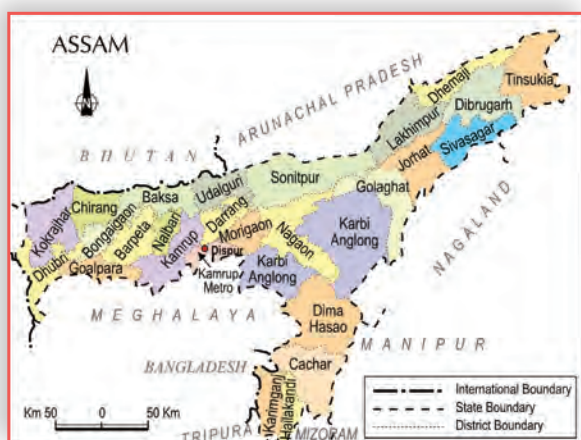 ASSAM
N
ARUNACHAL PRADESH
BHUTAN
Tinsukia
Dhemaji
Dibrugarh
Lakhimpur
Sivasagar
Jorhat
Golaghat
Sonitpur
Udalguri
Baksa
Chirang
Kokrajhar
Bongaigaon
Barpeta
Nalbari
Darrang
Morigaon
Nagaon
Karbi
Anglong
Kamrup
Dispur
Dhubri
Goalpara
Kamrup
Metro
Karbi
Anglong
NAGALAND
MEGHALAYA
Dima
Hasao
MANIPUR
Cachar
BANGLADESH
Karimganj
Hailakandi
TRIPURA
MIZORAM
Km 50 0 50 Km
International Boundary
State Boundary
District Boundary